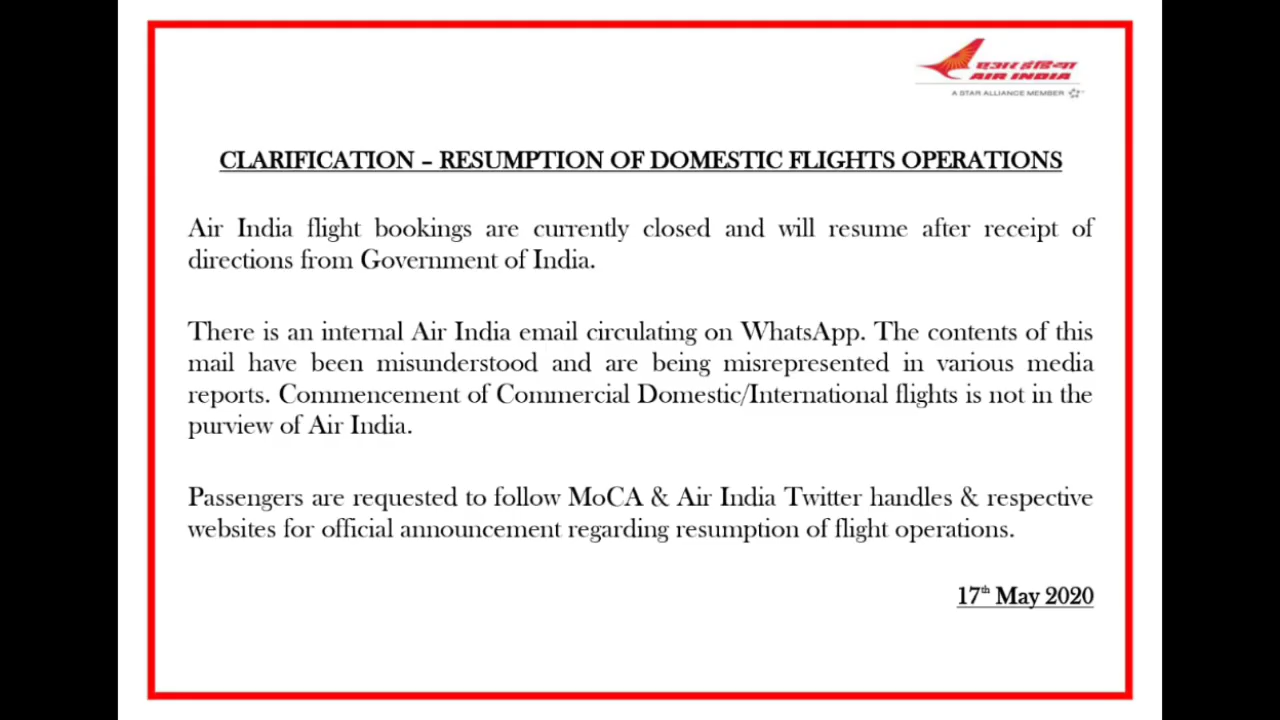 एअर इंडिया
AIR INDIA
A STAR ALLIANCE MEMBER
CLARIFICATION – RESUMPTION OF DOMESTIC FLIGHTS OPERATIONS
Air India flight bookings are currently closed and will resume after receipt of
directions from Government of India.
There is an internal Air India email circulating on WhatsApp. The contents of this
mail have been misunderstood and are being misrepresented in various media
reports. Commencement of Commercial Domestic/International flights is not in the
purview of Air India.
Passengers are requested to follow MoCA & Air India Twitter handles & respective
websites for official announcement regarding resumption of flight operations.
17th May 2020